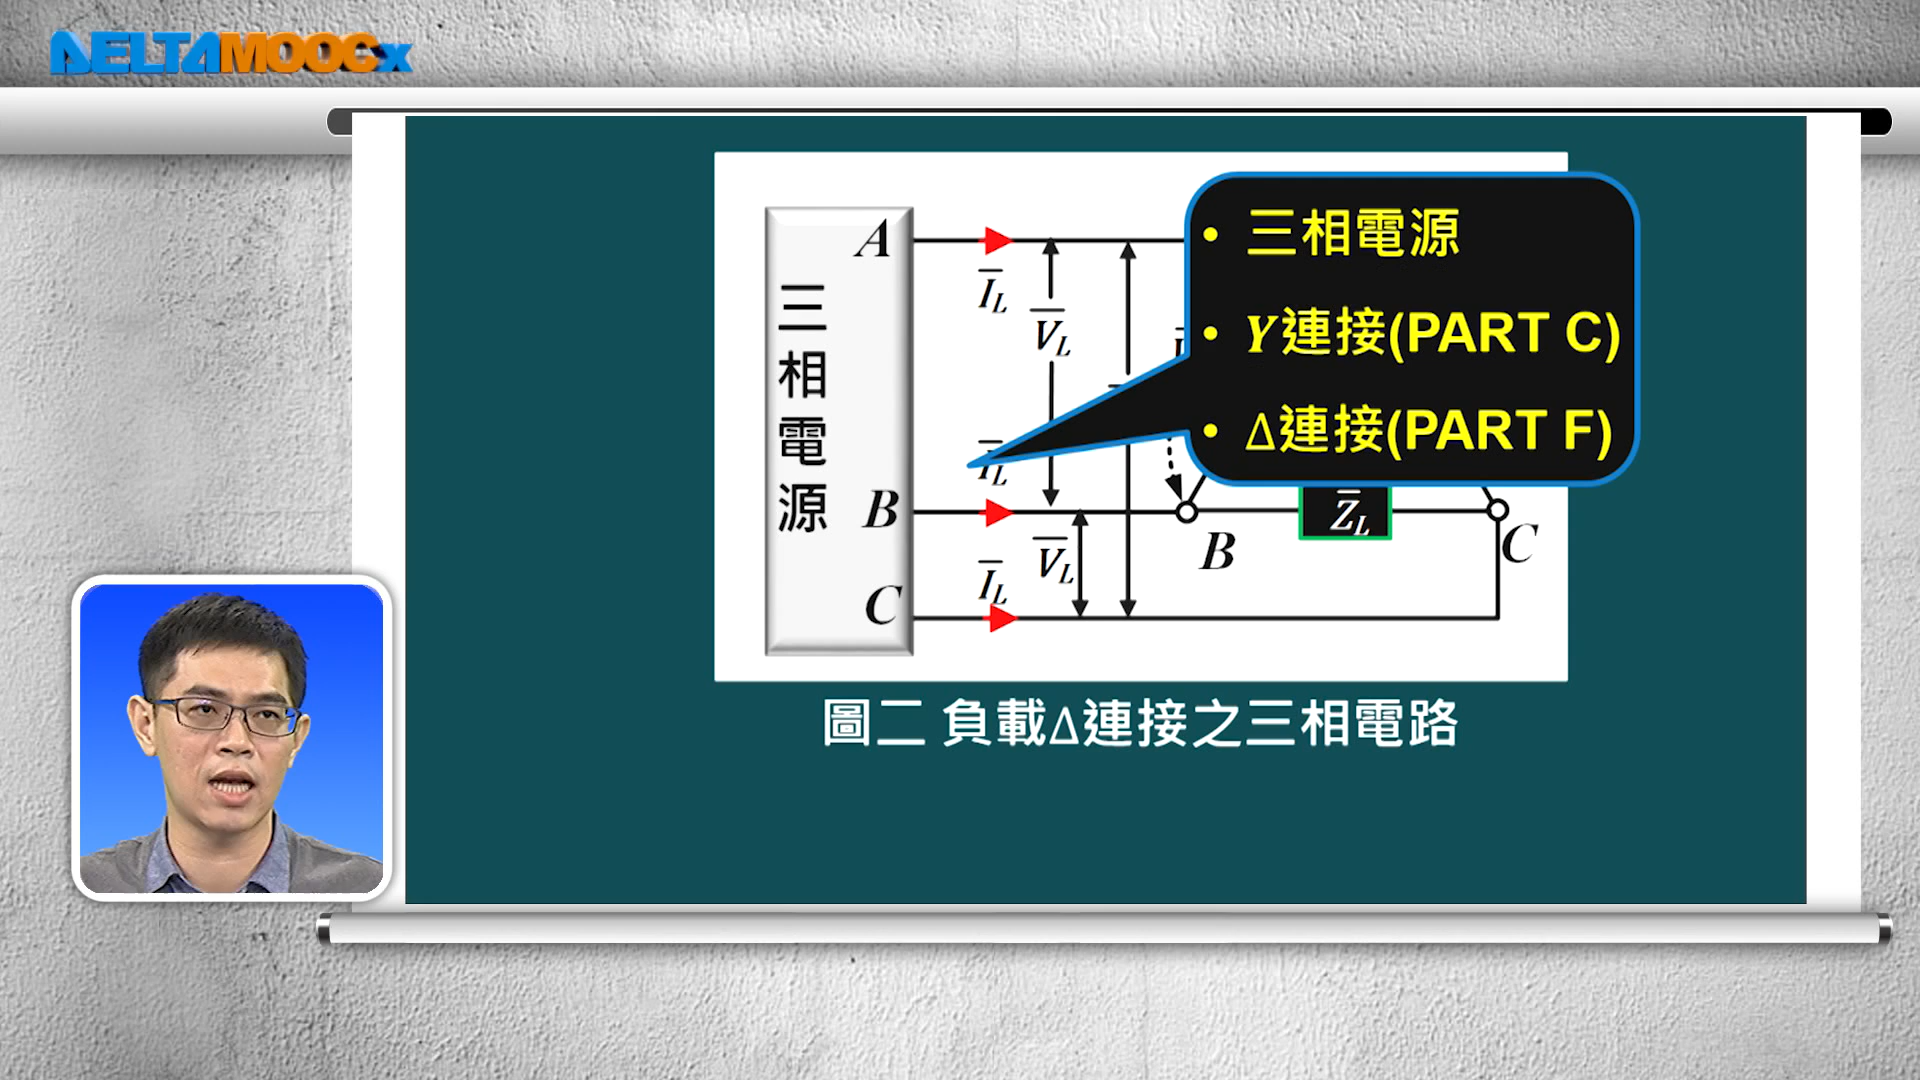 DELTAMOOCx
三相電源
A
B
C
I_L
V_L
I_L
V_L
I_L
• 三相電源
• Y連接(PART C)
• Δ連接(PART F)
Z_L
B
C
圖二 負載Δ連接之三相電路